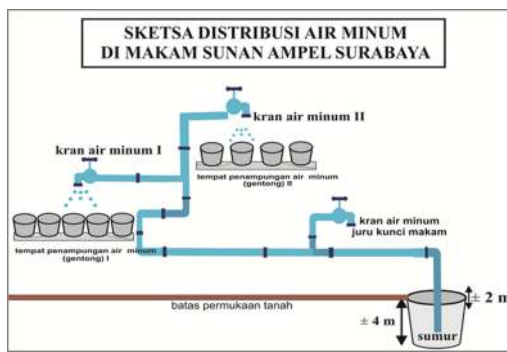 SKETSA DISTRIBUSI AIR MINUM
DI MAKAM SUNAN AMPEL SURABAYA
kran air minum II
kran air minum I
tempat penampungan air minum
(gentong) II
tempat penampungan air minum
(gentong) I
kran air minum
juru kunci makam
batas permukaan tanah
± 2 m
± 4 m
sumur